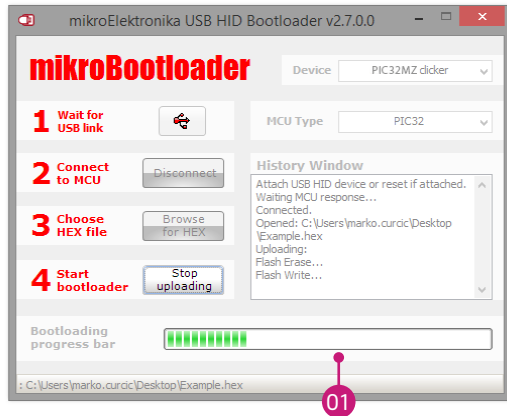 mikroElektronika USB HID Bootloader v2.7.0.0
mikroBootloader
Device PIC32MZ clicker
1 Wait for
USB link
MCU Type PIC32
2 Connect
to MCU
Disconnect
3 Choose
HEX file
Browse
for HEX
4 Start
bootloader
Stop
uploading
History Window
Attach USB HID device or reset if attached.
Waiting MCU response...
Connected.
Opened: C:\Users\marko.curcic\Desktop
\Example.hex
Uploading:
Flash Erase...
Flash Write...
Bootloading
progress bar
: C:\Users\marko.curcic\Desktop\Example.hex
01